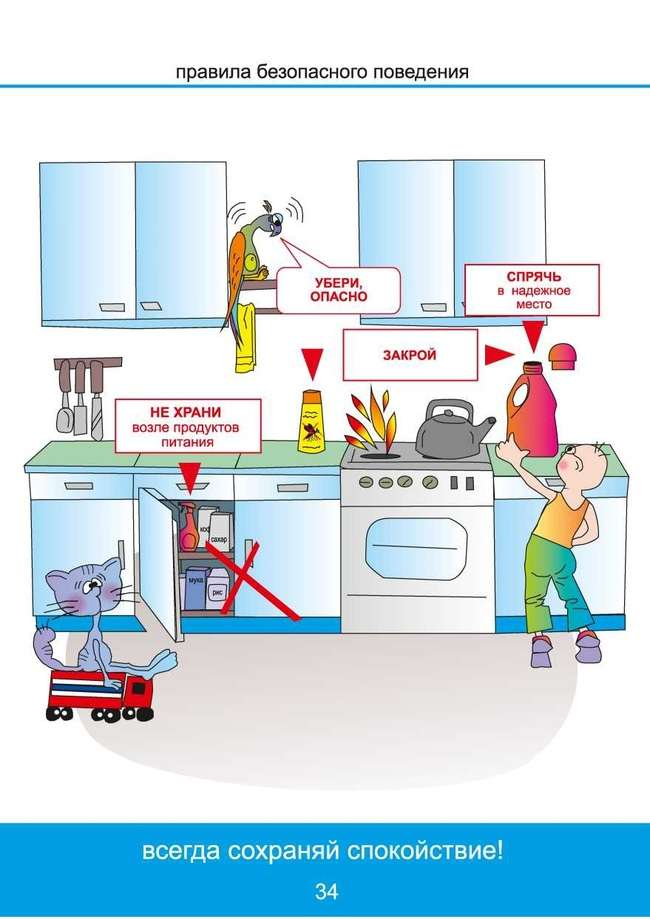 правила безопасного поведения
УБЕРИ,
ОПАСНО
СПРЯЧЬ
в надежное
место
ЗАКРОЙ
НЕ ХРАНИ
возле продуктов
питания
коф
сахар
мука
рис
всегда сохраняй спокойствие!
34